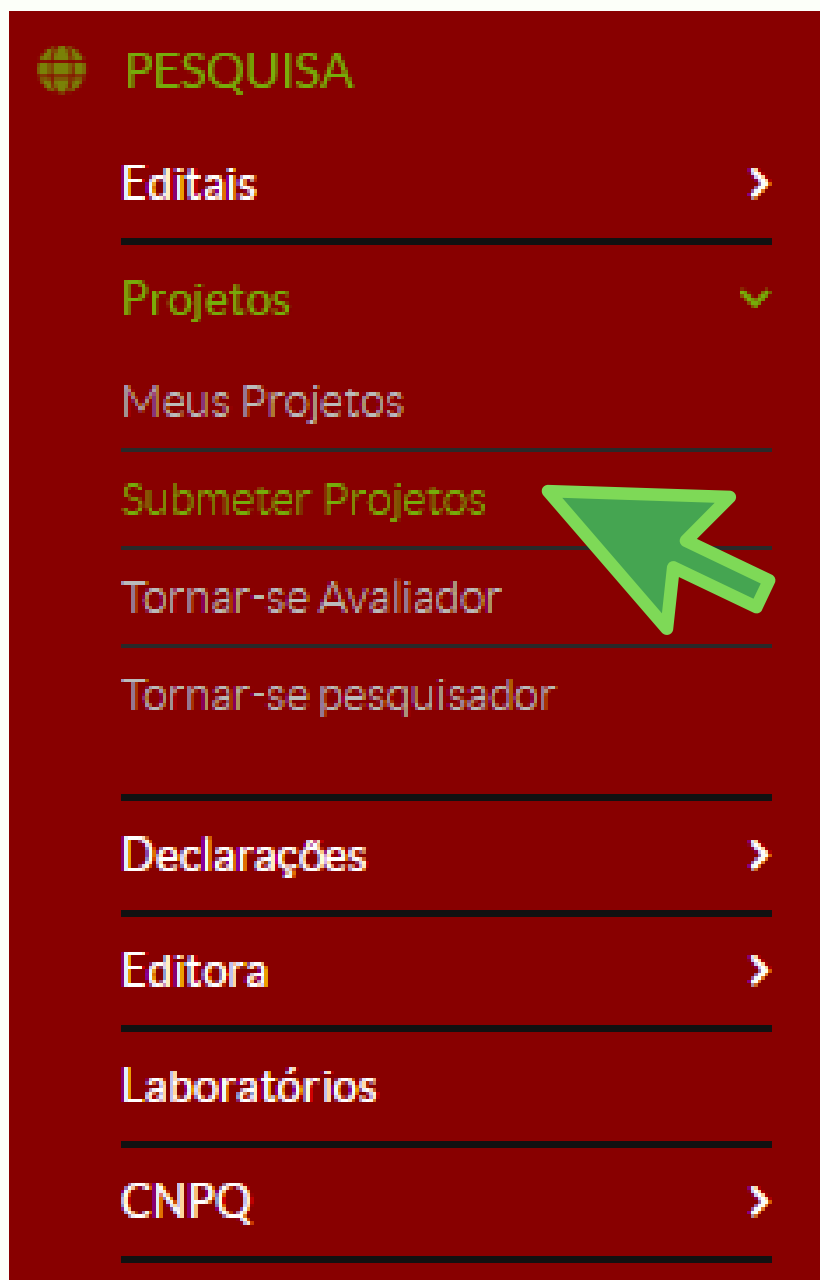 PESQUISA
Editais
Projetos
Meus Projetos
Submeter Projetos
Tornar-se Avaliador
Tornar-se pesquisador
Declarações
Editora
Laboratórios
CNPQ